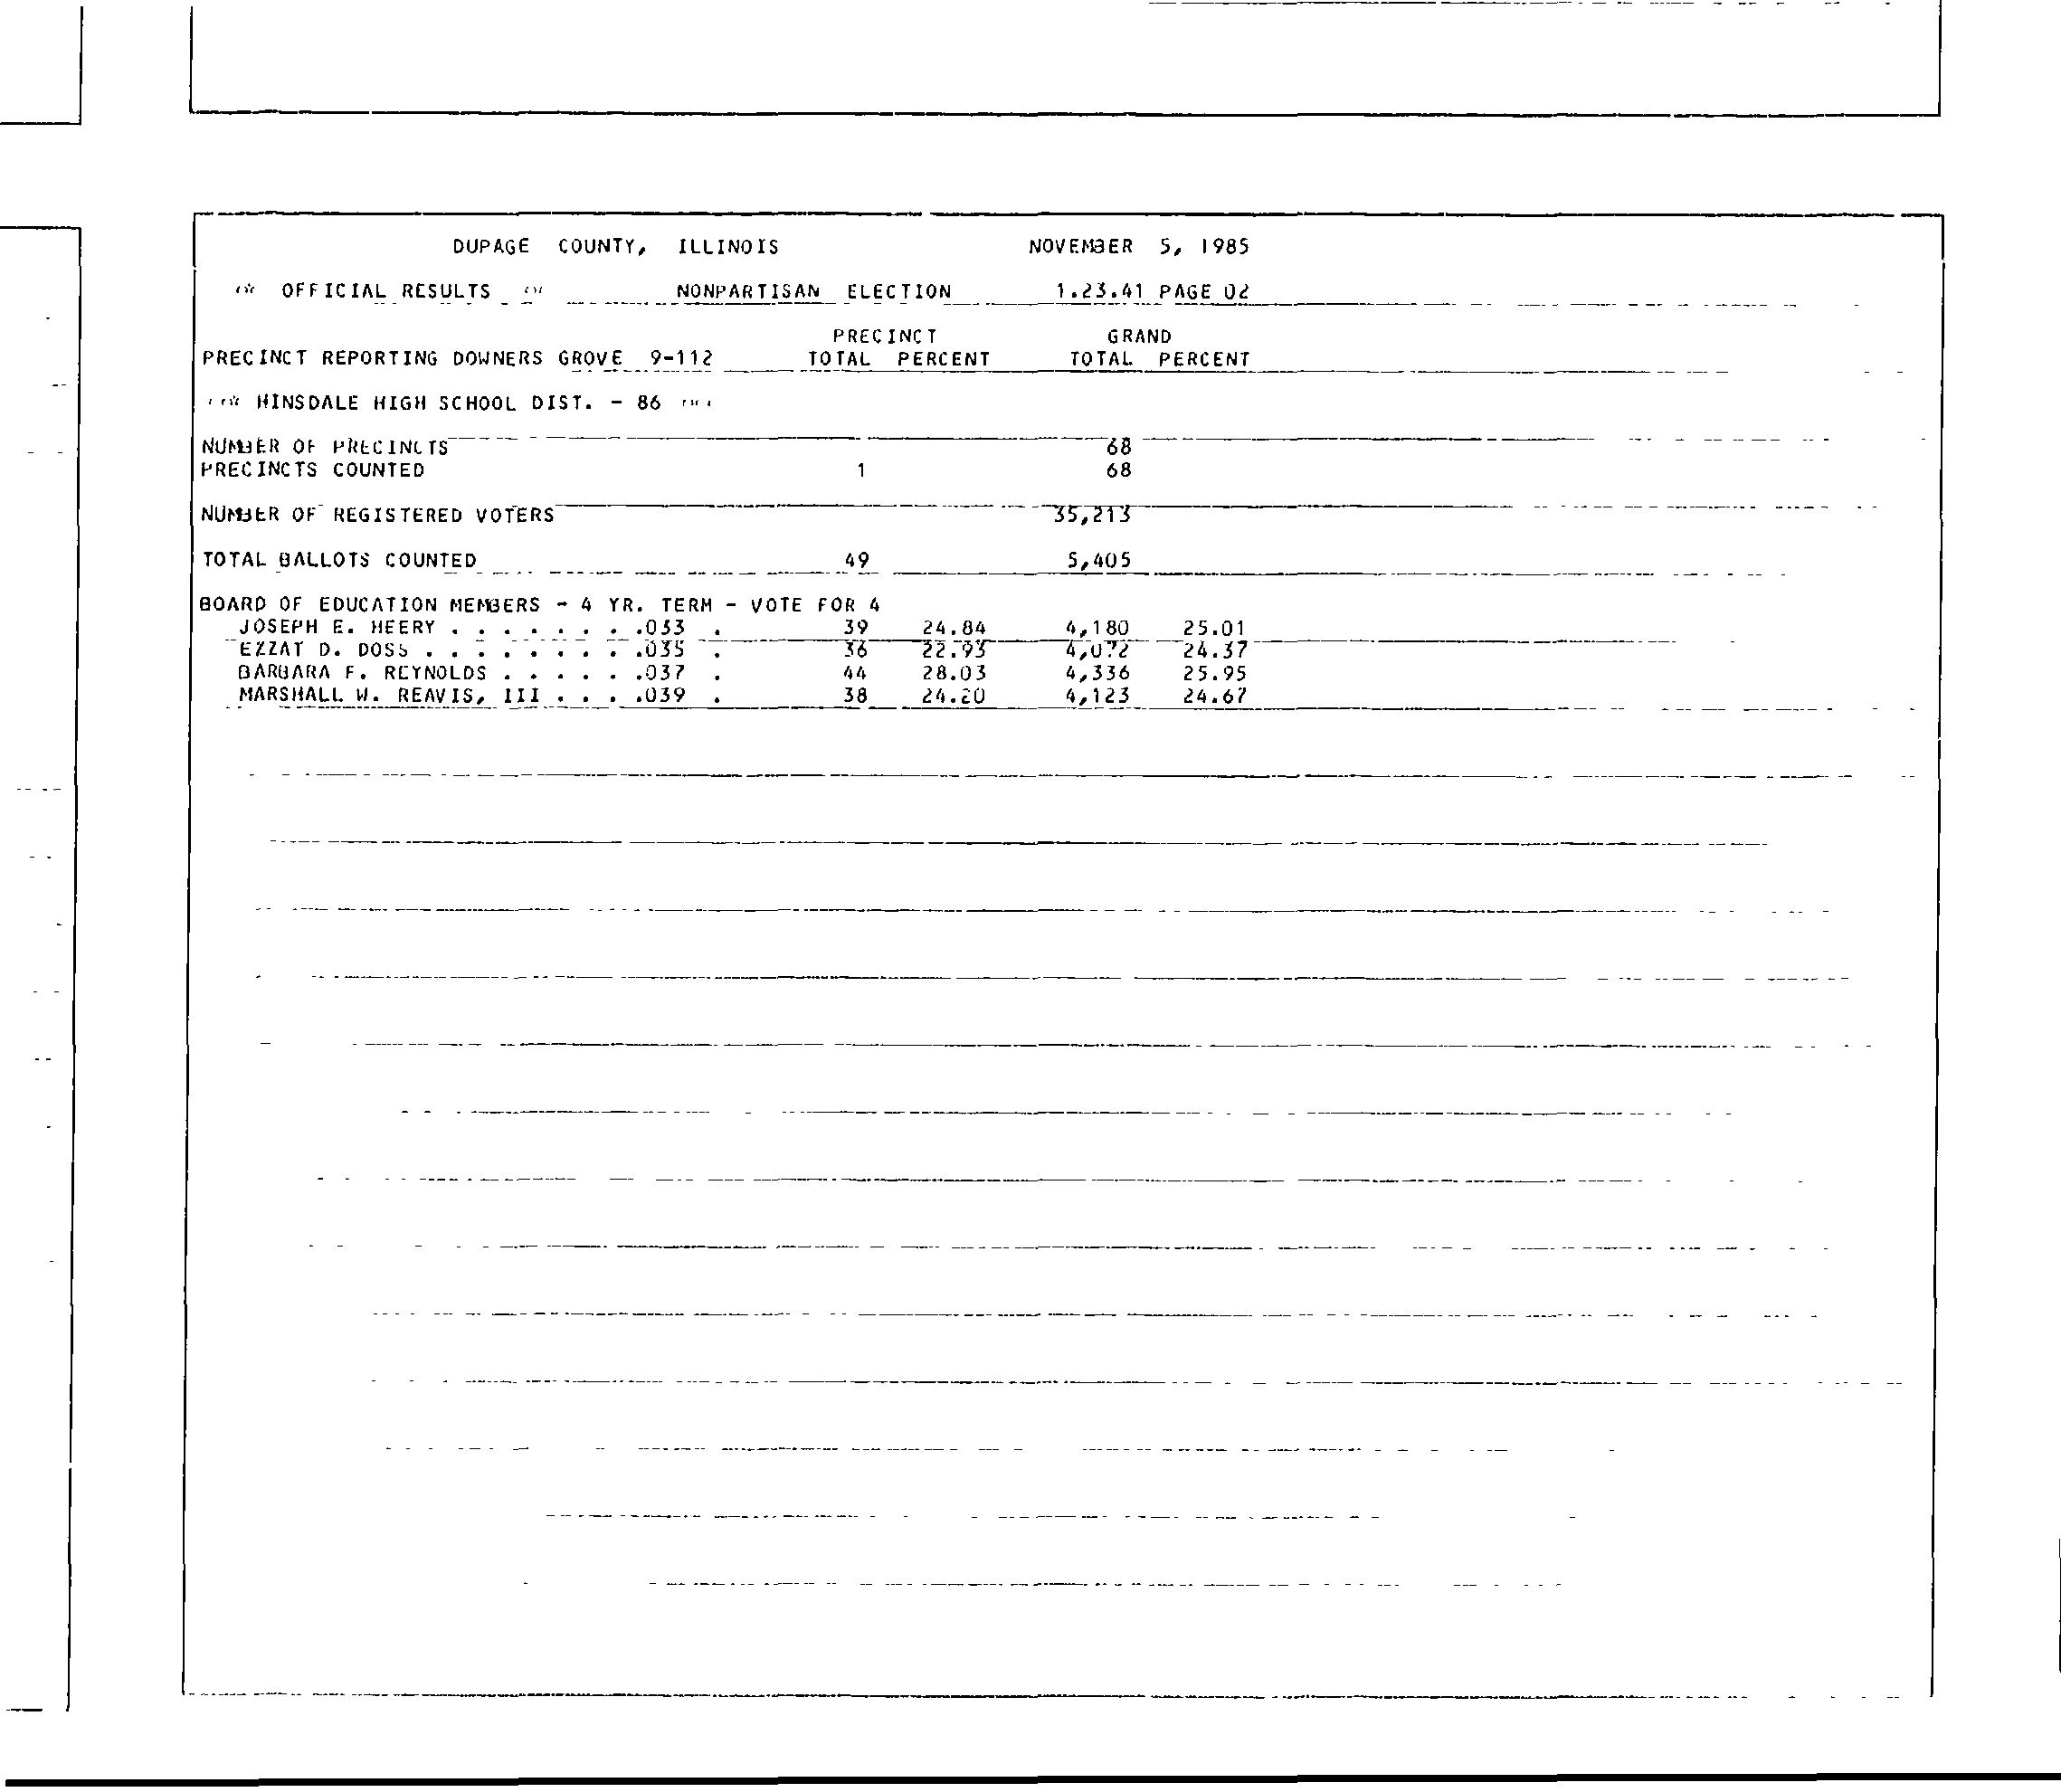 DUPAGE COUNTY, ILLINOIS NOVEMBER 5, 1985
** OFFICIAL RESULTS ** NONPARTISAN ELECTION 1.23.41 PAGE 02
PRECINCT GRAND
PRECINCT REPORTING DOWNERS GROVE 9-112 TOTAL PERCENT TOTAL PERCENT
*** HINSDALE HIGH SCHOOL DIST. - 86 ***
NUMBER OF PRECINCTS 68
PRECINCTS COUNTED 1 68
NUMBER OF REGISTERED VOTERS 35,213
TOTAL BALLOTS COUNTED 49 5,405
BOARD OF EDUCATION MEMBERS - 4 YR. TERM - VOTE FOR 4
JOSEPH E. HEERY . . . . . . . .033 . 39 24.84 4,180 25.01
EZZAT D. DOSS . . . . . . . . .035 . 36 22.93 4,072 24.37
BARBARA F. REYNOLDS . . . . . .037 . 44 28.03 4,336 25.95
MARSHALL W. REAVIS, III . . . .039 . 38 24.20 4,123 24.67